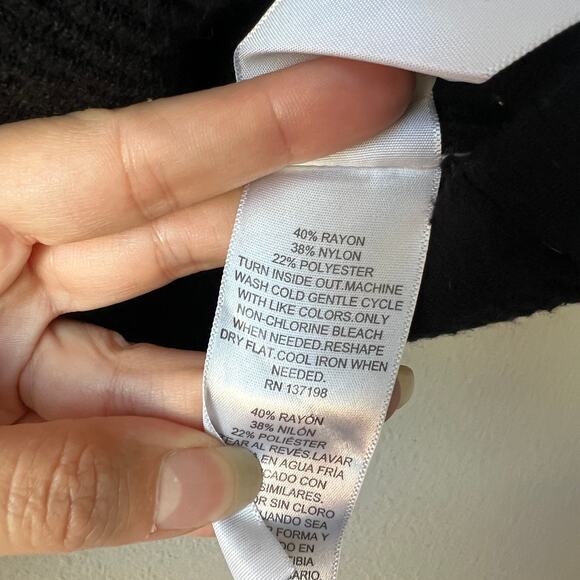 40% RAYON
38% NYLON
22% POLYESTER
TURN INSIDE OUT.MACHINE
WASH COLD GENTLE CYCLE
WITH LIKE COLORS.ONLY
NON-CHLORINE BLEACH
WHEN NEEDED.RESHAPE
DRY FLAT.COOL IRON WHEN
NEEDED.
RN 137198
40% RAYÓN
38% NILÓN
22% POLIÉSTER
AL REVÉS.LAVAR
EN AGUA FRÍA
CON
SIMILARES.
SIN CLORO
SEA
FORMA Y
EN